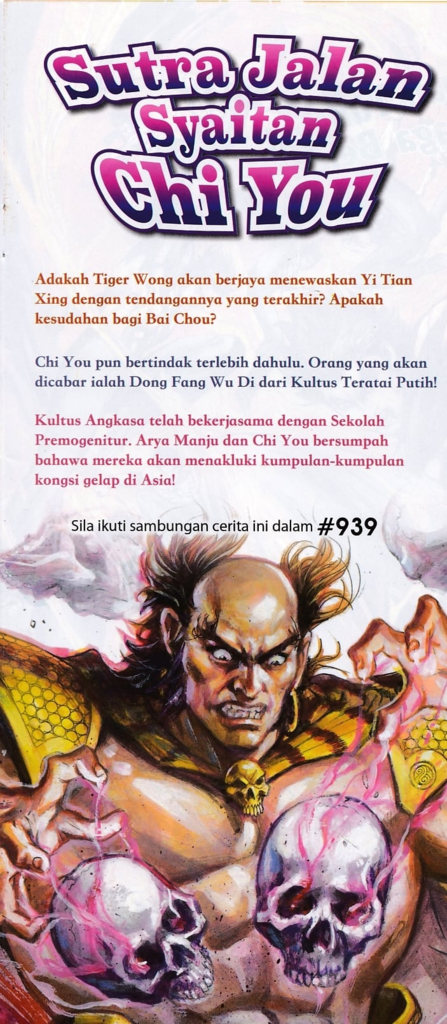 Sutra Jalan
Syaitan
Chi You
Adakah Tiger Wong akan berjaya menewaskan Yi Tian
Xing dengan tendangannya yang terakhir? Apakah
kesudahan bagi Bai Chou?
Chi You pun bertindak terlebih dahulu. Orang yang akan
dicabar ialah Dong Fang Wu Di dari Kultus Teratai Putih!
Kultus Angkasa telah bekerjasama dengan Sekolah
Premogenitur. Arya Manju dan Chi You bersumpah
bahawa mereka akan menakluki kumpulan-kumpulan
kongsi gelap di Asia!
Sila ikuti sambungan cerita ini dalam #939